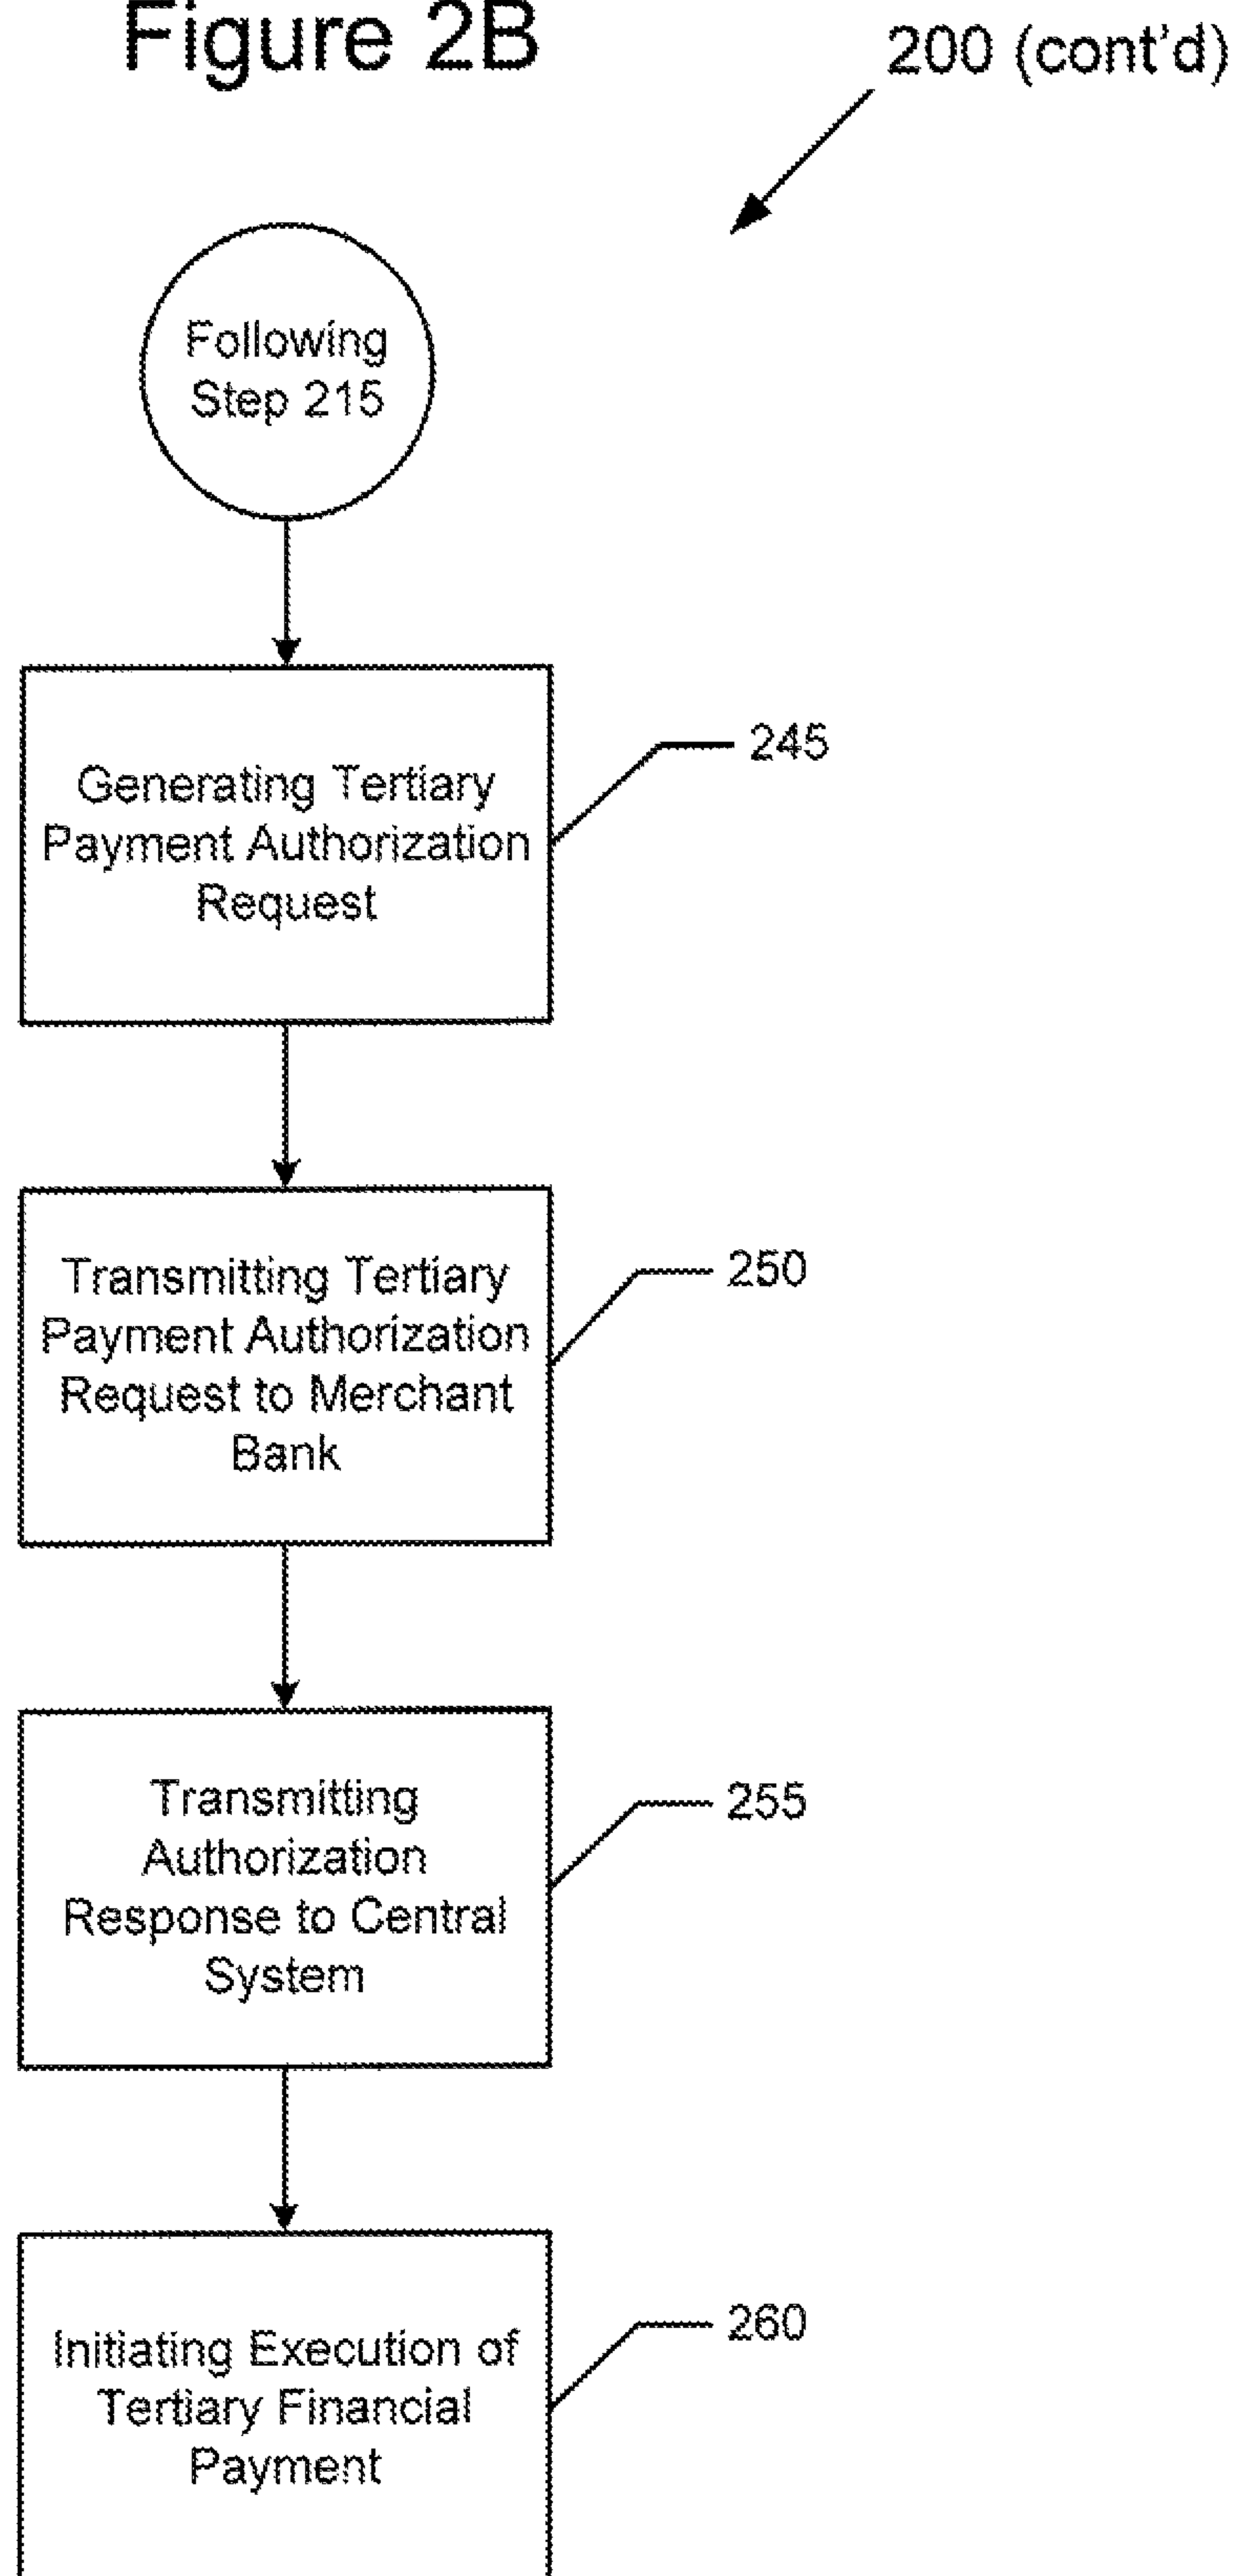 Figure 2B
200 (cont'd)
Following
Step 215
Generating Tertiary
Payment Authorization
Request
245
Transmitting Tertiary
Payment Authorization
Request to Merchant
Bank
250
Transmitting
Authorization
Response to Central
System
255
Initiating Execution of
Tertiary Financial
Payment
260